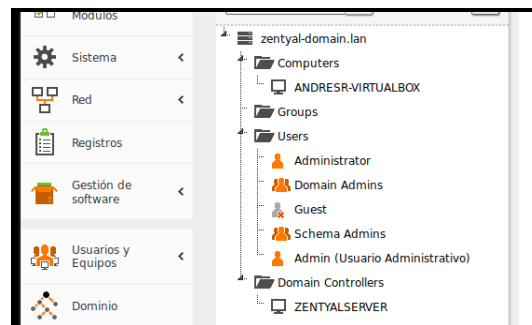 Módulos
Sistema
Red
Registros
Gestión de
software
Usuarios y
Equipos
Dominio
zentyal-domain.lan
Computers
ANDRESR-VIRTUALBOX
Groups
Users
Administrator
Domain Admins
Guest
Schema Admins
Admin (Usuario Administrativo)
Domain Controllers
ZENTYALSERVER